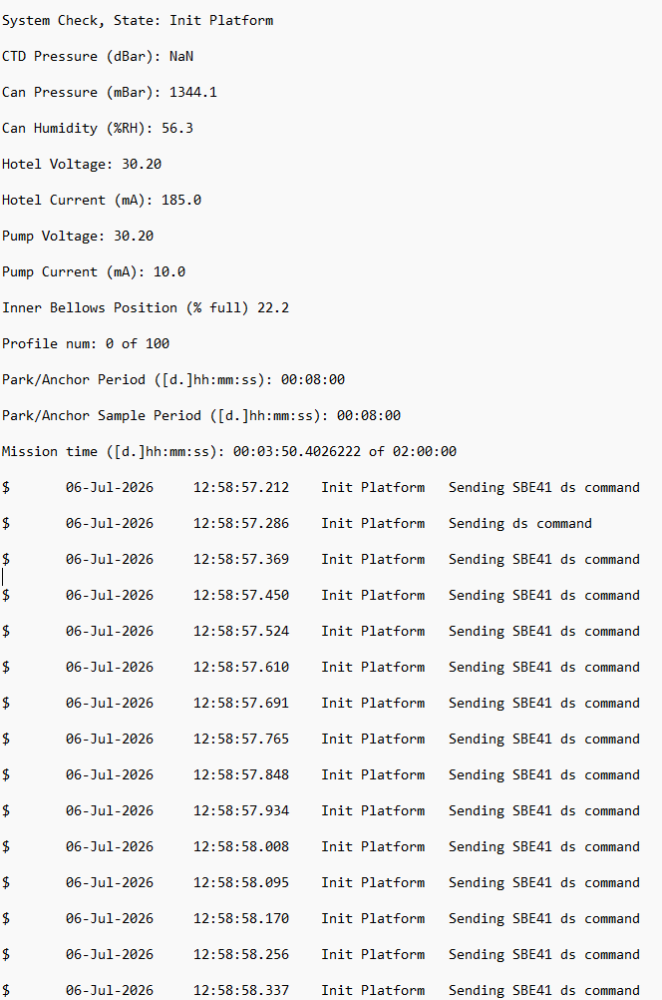 System Check, State: Init Platform
CTD Pressure (dBar): NaN
Can Pressure (mBar): 1344.1
Can Humidity (%RH): 56.3
Hotel Voltage: 30.20
Hotel Current (mA): 185.0
Pump Voltage: 30.20
Pump Current (mA): 10.0
Inner Bellows Position (% full) 22.2
Profile num: 0 of 100
Park/Anchor Period ([d.]hh:mm:ss): 00:08:00
Park/Anchor Sample Period ([d.]hh:mm:ss): 00:08:00
Mission time ([d.]hh:mm:ss): 00:03:50.4026222 of 02:00:00
$ 06-Jul-2026 12:58:57.212 Init Platform Sending SBE41 ds command
$ 06-Jul-2026 12:58:57.286 Init Platform Sending ds command
$ 06-Jul-2026 12:58:57.369 Init Platform Sending SBE41 ds command
$ 06-Jul-2026 12:58:57.450 Init Platform Sending SBE41 ds command
$ 06-Jul-2026 12:58:57.524 Init Platform Sending SBE41 ds command
$ 06-Jul-2026 12:58:57.610 Init Platform Sending SBE41 ds command
$ 06-Jul-2026 12:58:57.691 Init Platform Sending SBE41 ds command
$ 06-Jul-2026 12:58:57.765 Init Platform Sending SBE41 ds command
$ 06-Jul-2026 12:58:57.848 Init Platform Sending SBE41 ds command
$ 06-Jul-2026 12:58:57.934 Init Platform Sending SBE41 ds command
$ 06-Jul-2026 12:58:58.008 Init Platform Sending SBE41 ds command
$ 06-Jul-2026 12:58:58.095 Init Platform Sending SBE41 ds command
$ 06-Jul-2026 12:58:58.170 Init Platform Sending SBE41 ds command
$ 06-Jul-2026 12:58:58.256 Init Platform Sending SBE41 ds command
$ 06-Jul-2026 12:58:58.337 Init Platform Sending SBE41 ds command